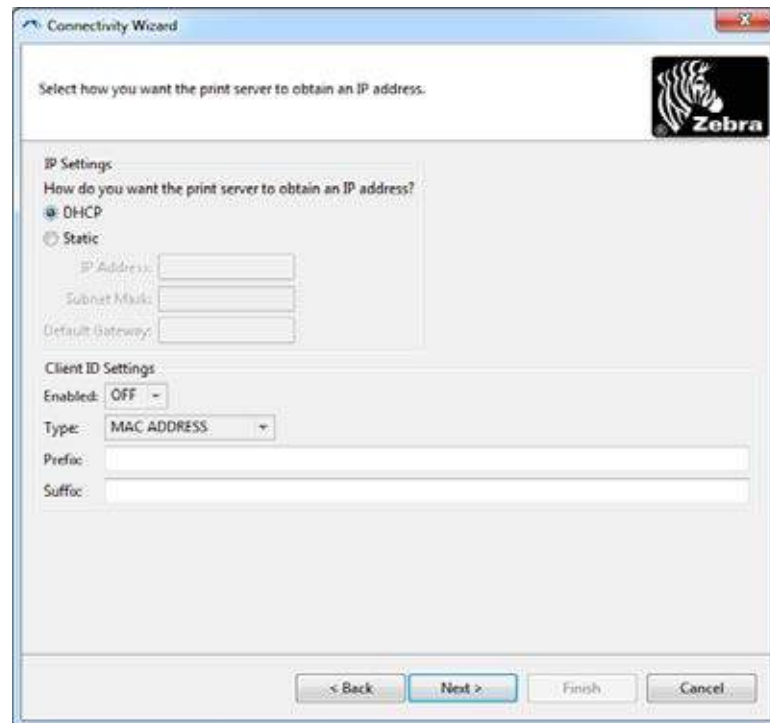 Connectivity Wizard
Select how you want the print server to obtain an IP address.
® Zebra
IP Settings
How do you want the print server to obtain an IP address?
DHCP
Static
IP Address:
Subnet Mask:
Default Gateway:
Client ID Settings
Enabled: OFF
Type: MAC ADDRESS
Prefix:
Suffix:
< Back Next > Finish Cancel